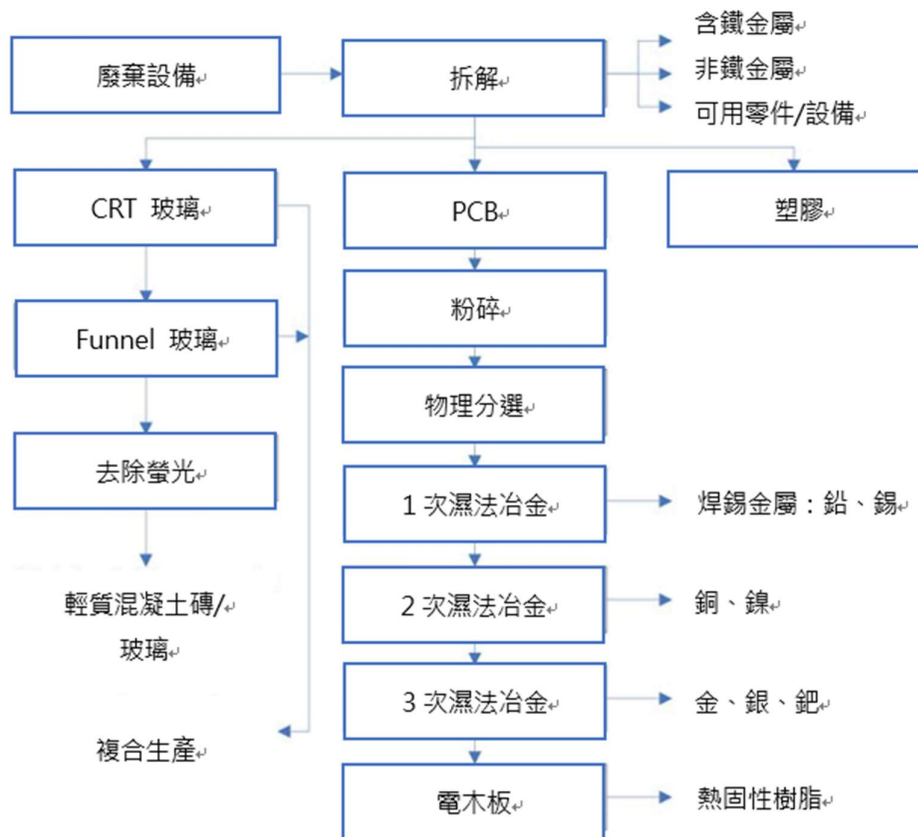 廢棄設備
拆解
含鐵金屬
非鐵金屬
可用零件/設備
CRT 玻璃
PCB
塑膠
Funnel 玻璃
粉碎
物理分選
去除螢光
1 次濕法冶金
焊錫金屬：鉛、錫
輕質混凝土磚/
玻璃
2 次濕法冶金
銅、鎳
3 次濕法冶金
金、銀、鈀
複合生產
電木板
熱固性樹脂